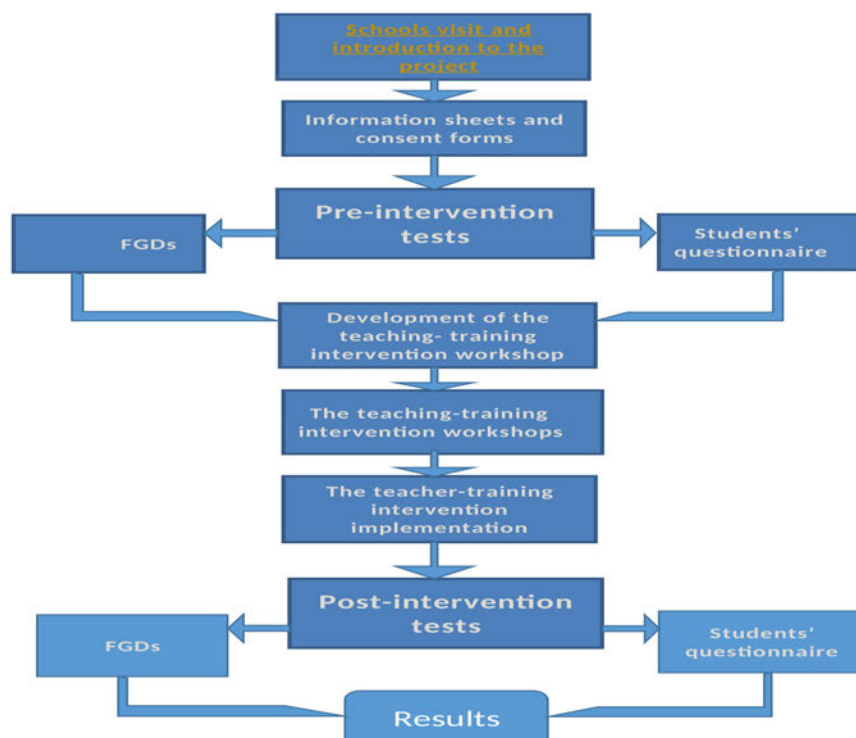 Schools visit and
introduction to the
project
Information sheets and
consent forms
Pre-intervention
tests
FGDs
Students'
questionnaire
Development of the
teaching- training
intervention workshop
The teaching-training
intervention workshops
The teacher-training
intervention
implementation
Post-intervention
tests
FGDs
Students'
questionnaire
Results